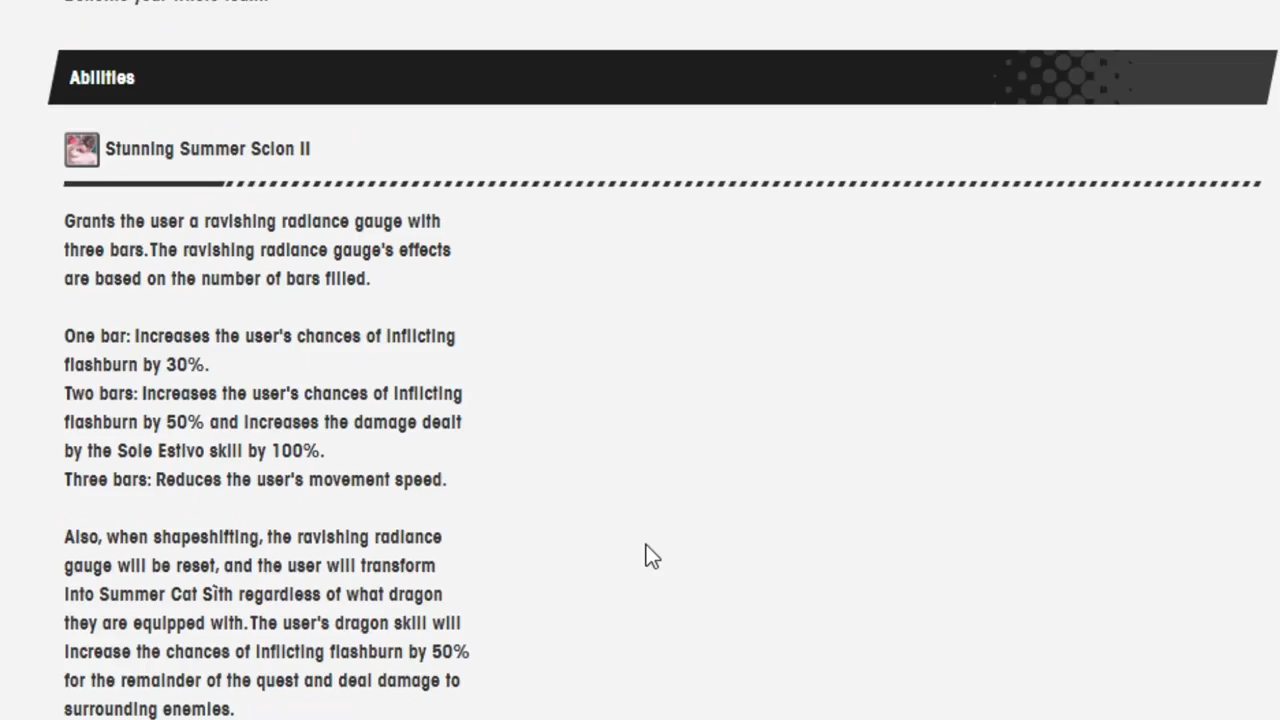 Abilities
Stunning Summer Scion II
Grants the user a ravishing radiance gauge with
three bars.The ravishing radiance gauge's effects
are based on the number of bars filled.
One bar: Increases the user's chances of inflicting
flashburn by 30%.
Two bars: Increases the user's chances of inflicting
flashburn by 50% and increases the damage dealt
by the Sole Estivo skill by 100%.
Three bars: Reduces the user's movement speed.
Also, when shapeshifting, the ravishing radiance
gauge will be reset, and the user will transform
into Summer Cat Sìth regardless of what dragon
they are equipped with.The user's dragon skill will
increase the chances of inflicting flashburn by 50%
for the remainder of the quest and deal damage to
surrounding enemies.